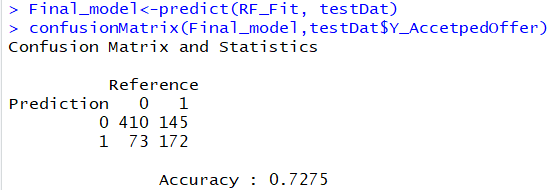 > Final_model<-predict(RF_Fit, testDat)
> confusionMatrix(Final_model,testDat$Y_AccetpedOffer)
Confusion Matrix and Statistics
Reference
Prediction 0 1
0 410 145
1 73 172
Accuracy : 0.7275